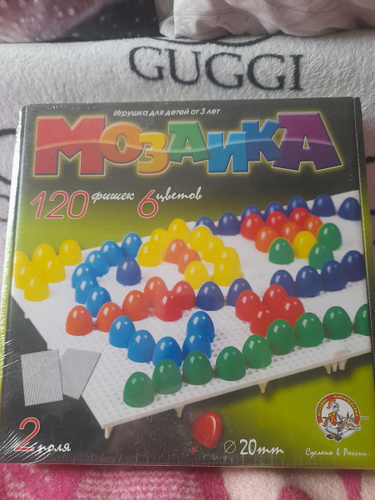 GUGGI
Игрушка для детей от 3 лет
МОЗАИКА
120 фишек 6 цветов
2 поля
Ø 20mm
Сделано в России